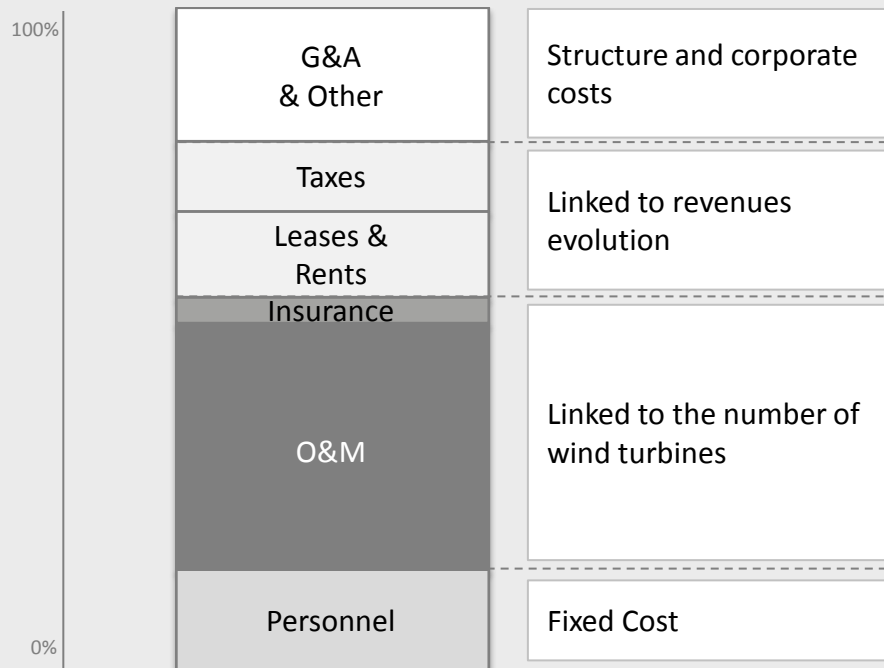 100%
G&A
& Other
Structure and corporate
costs
Taxes
Leases &
Rents
Linked to revenues
evolution
Insurance
O&M
Linked to the number of
wind turbines
Personnel
Fixed Cost
0%